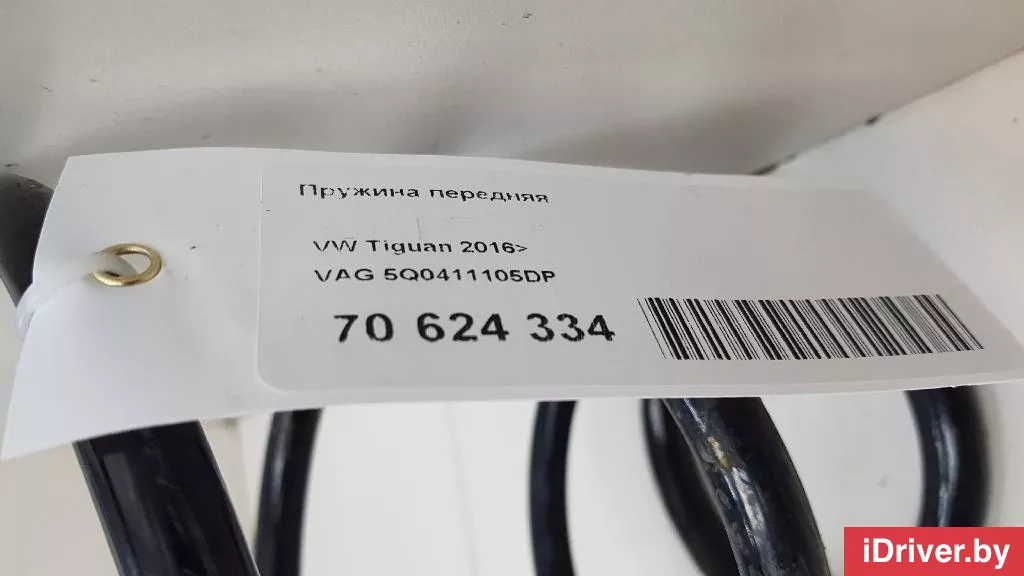 Пружина передняя
VW Tiguan 2016>
VAG 5Q0411105DP
70 624 334
iDriver.by